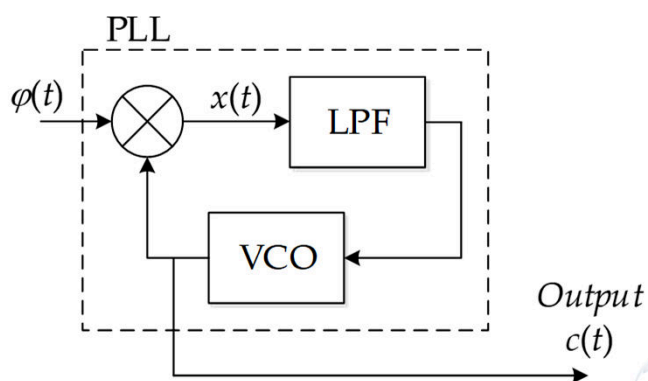 PLL
φ(t)
x(t)
LPF
VCO
Output
c(t)